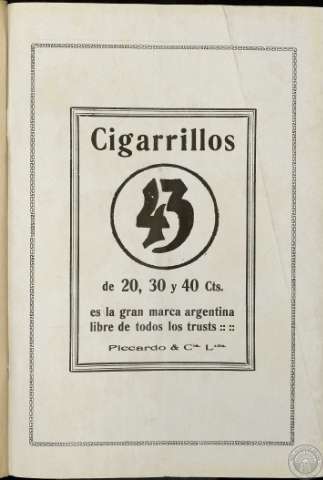 Cigarrillos
43
de 20, 30 y 40 Cts.
es la gran marca argentina
libre de todos los trusts :: ::
Piccardo & Cía. Ltda.